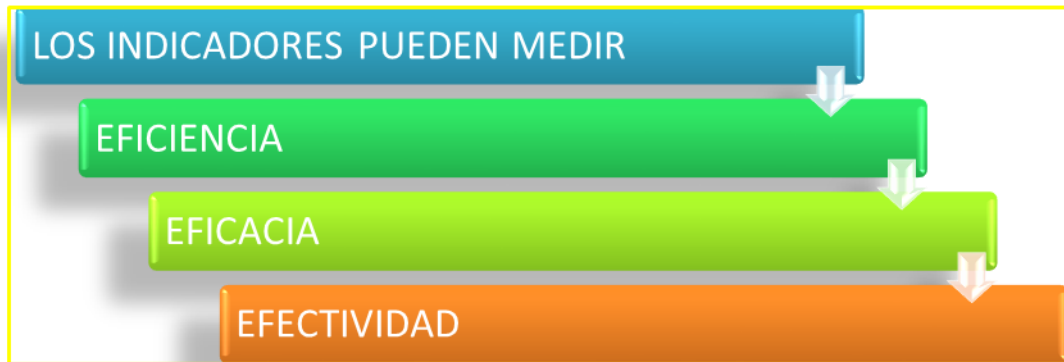 LOS INDICADORES PUEDEN MEDIR
EFICIENCIA
EFICACIA
EFECTIVIDAD